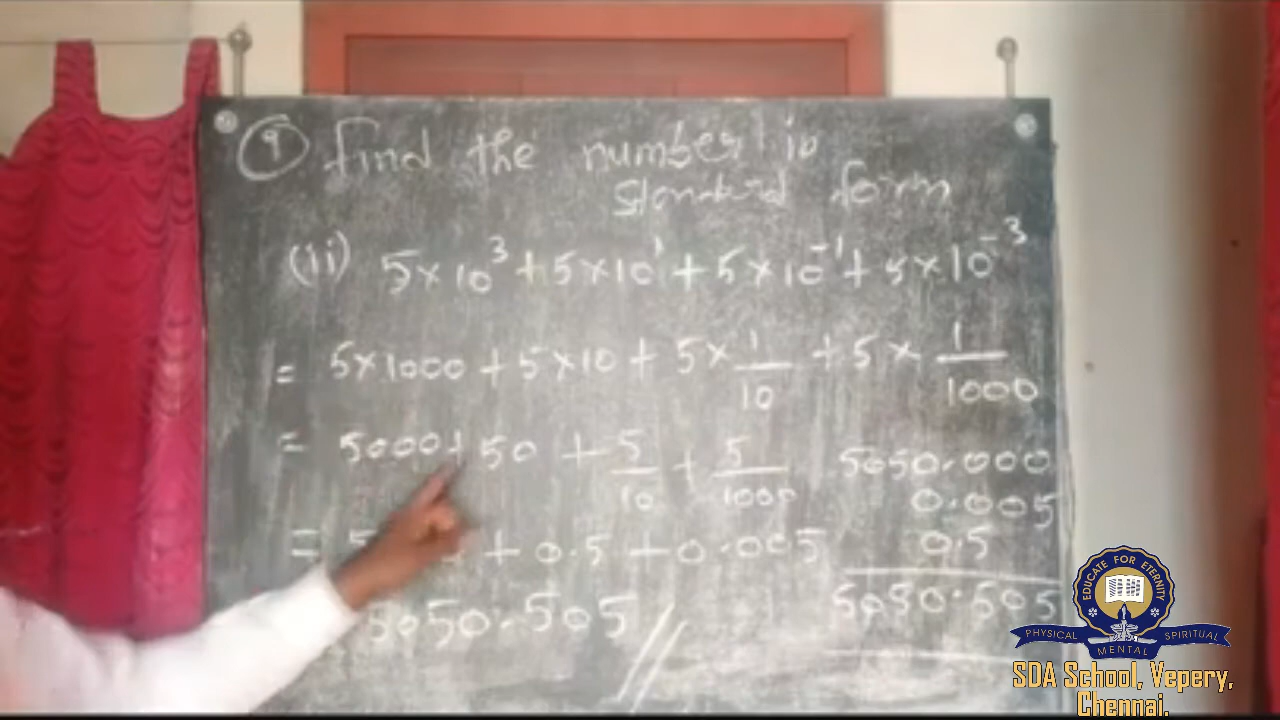 9 Find the number in
standard form
(ii) 5×10³ + 5×10¹ + 5×10⁻¹ + 5×10⁻³
= 5×1000 + 5×10 + 5×1/10 + 5×1/1000
= 5000 + 50 + 5/10 + 5/1000
= 5 + 0.5 + 0.005
5050.505 //
5050.000
0.005
0.5
5050.505
EDUCATE FOR ETERNITY
PHYSICAL MENTAL SPIRITUAL
SDA School, Vepery,
Chennai.